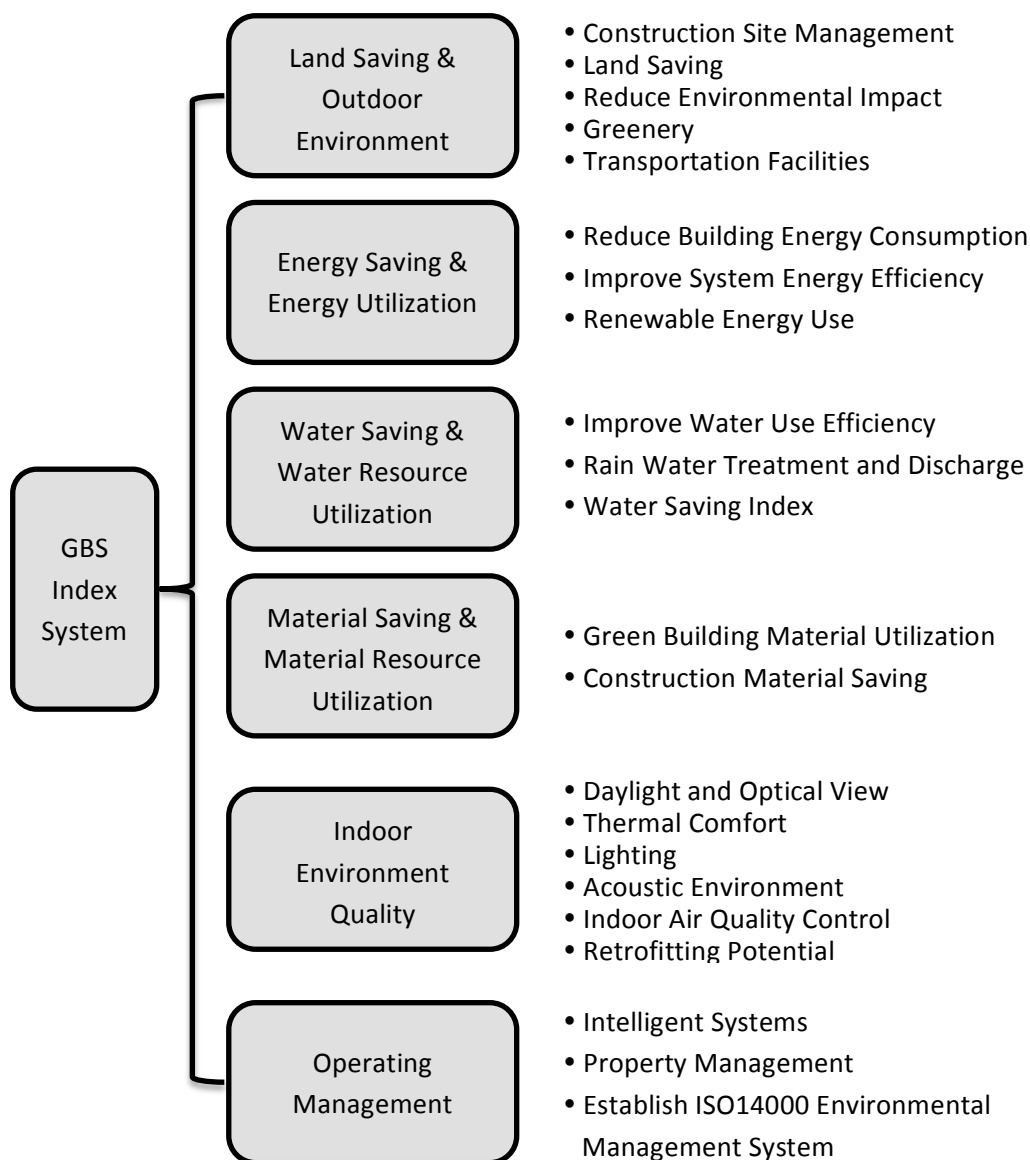 GBS
Index
System
Land Saving &
Outdoor
Environment
• Construction Site Management
• Land Saving
• Reduce Environmental Impact
• Greenery
• Transportation Facilities
Energy Saving &
Energy Utilization
• Reduce Building Energy Consumption
• Improve System Energy Efficiency
• Renewable Energy Use
Water Saving &
Water Resource
Utilization
• Improve Water Use Efficiency
• Rain Water Treatment and Discharge
• Water Saving Index
Material Saving &
Material Resource
Utilization
• Green Building Material Utilization
• Construction Material Saving
Indoor
Environment
Quality
• Daylight and Optical View
• Thermal Comfort
• Lighting
• Acoustic Environment
• Indoor Air Quality Control
• Retrofitting Potential
Operating
Management
• Intelligent Systems
• Property Management
• Establish ISO14000 Environmental
Management System